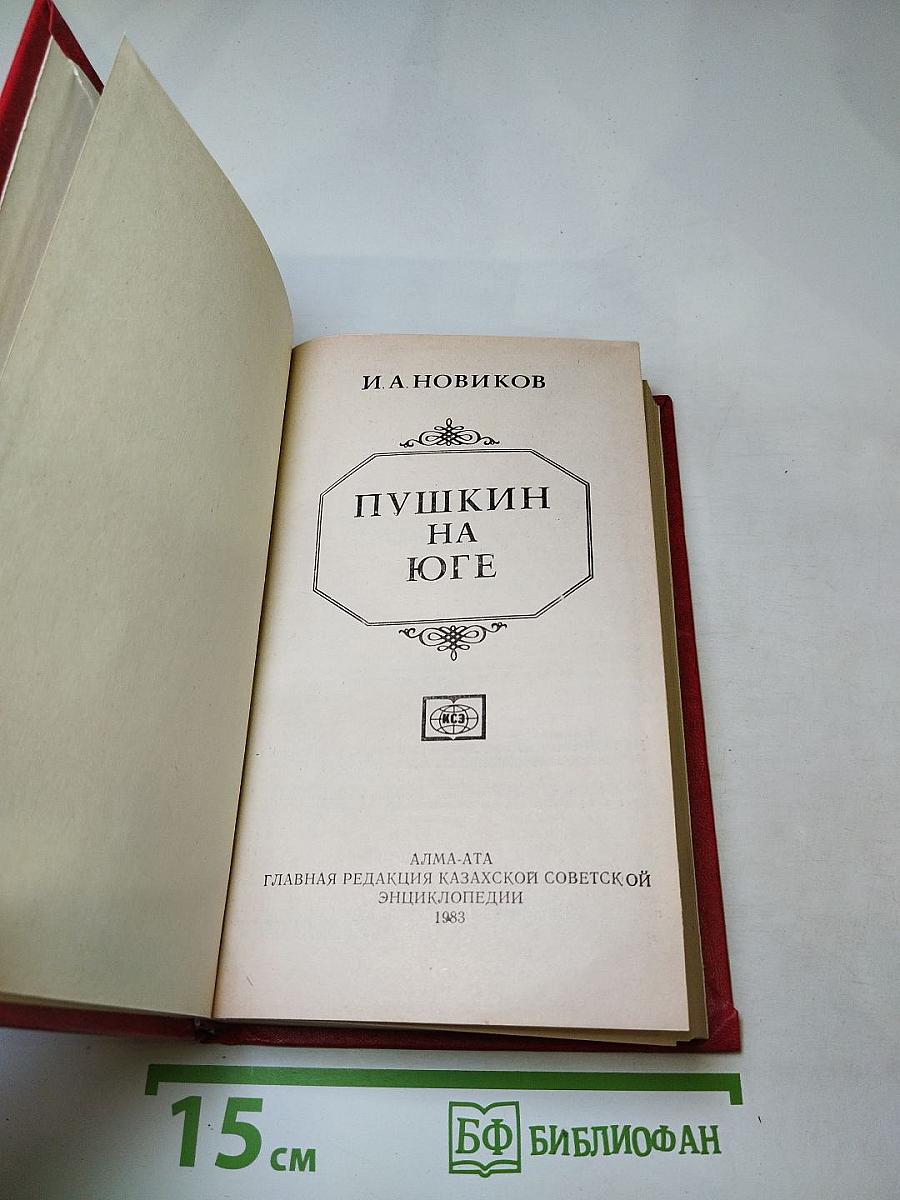 И. А. НОВИКОВ
ПУШКИН
НА
ЮГЕ
КСЭ
АЛМА-АТА
ГЛАВНАЯ РЕДАКЦИЯ КАЗАХСКОЙ СОВЕТСКОЙ
ЭНЦИКЛОПЕДИИ
1983
15 см
БФ БИБЛИОФАН